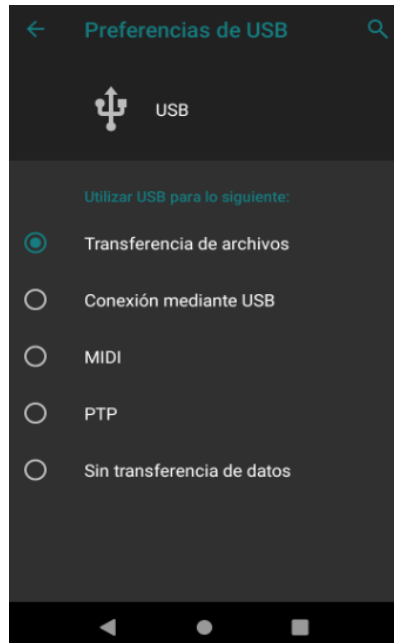 Preferencias de USB
USB
Utilizar USB para lo siguiente:
Transferencia de archivos
Conexión mediante USB
MIDI
PTP
Sin transferencia de datos